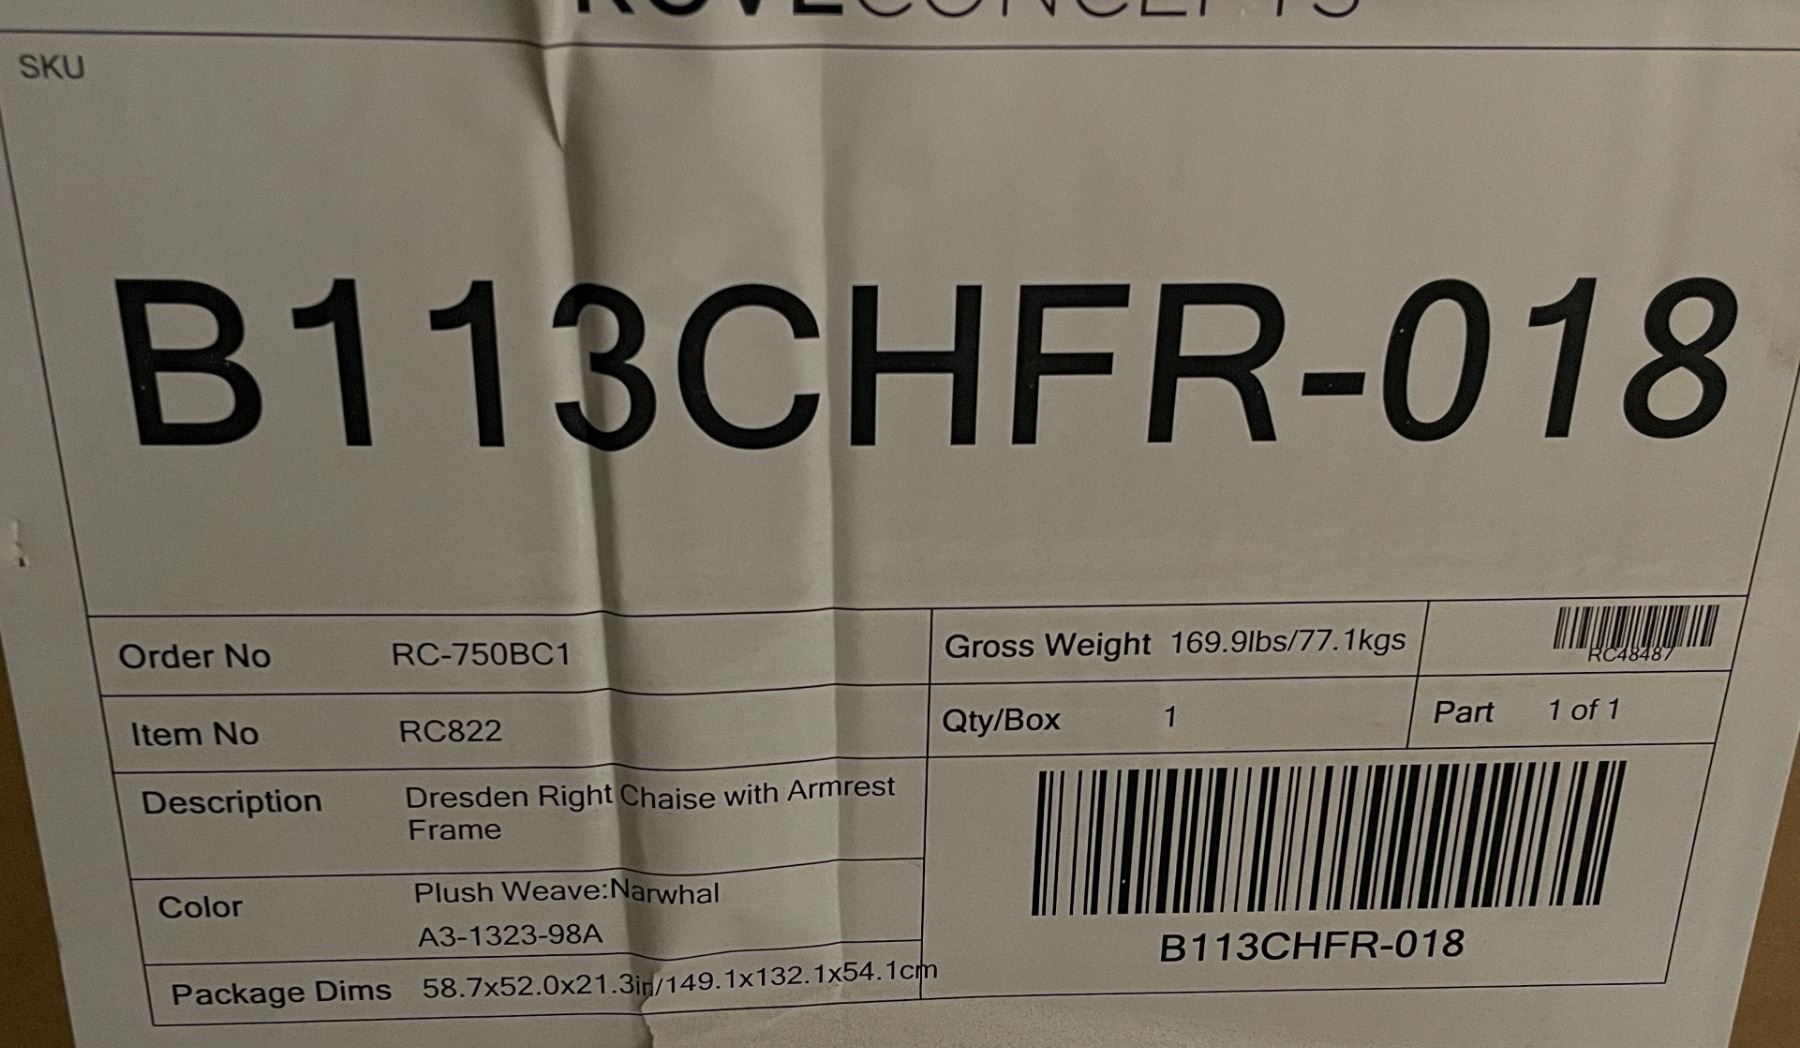 ROVECONCEPTS
SKU
B113CHFR-018
Order No RC-750BC1
Gross Weight 169.9lbs/77.1kgs
RC48487
Item No RC822
Qty/Box 1
Part 1 of 1
Description Dresden Right Chaise with Armrest
Frame
Color Plush Weave:Narwhal
A3-1323-98A
B113CHFR-018
Package Dims 58.7x52.0x21.3in/149.1x132.1x54.1cm